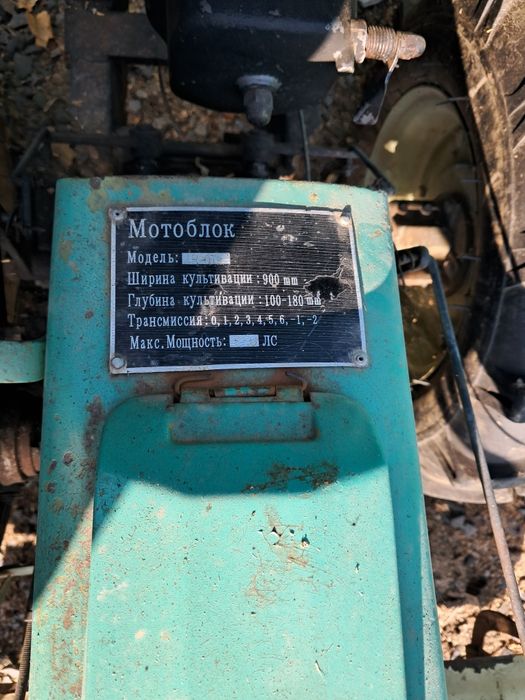 Мотоблок
Модель:
Ширина культивации:900 mm
Глубина культивации:100-180 mm
Трансмиссия:0,1,2,3,4,5,6,-1,-2
Макс.Мощность: ЛС